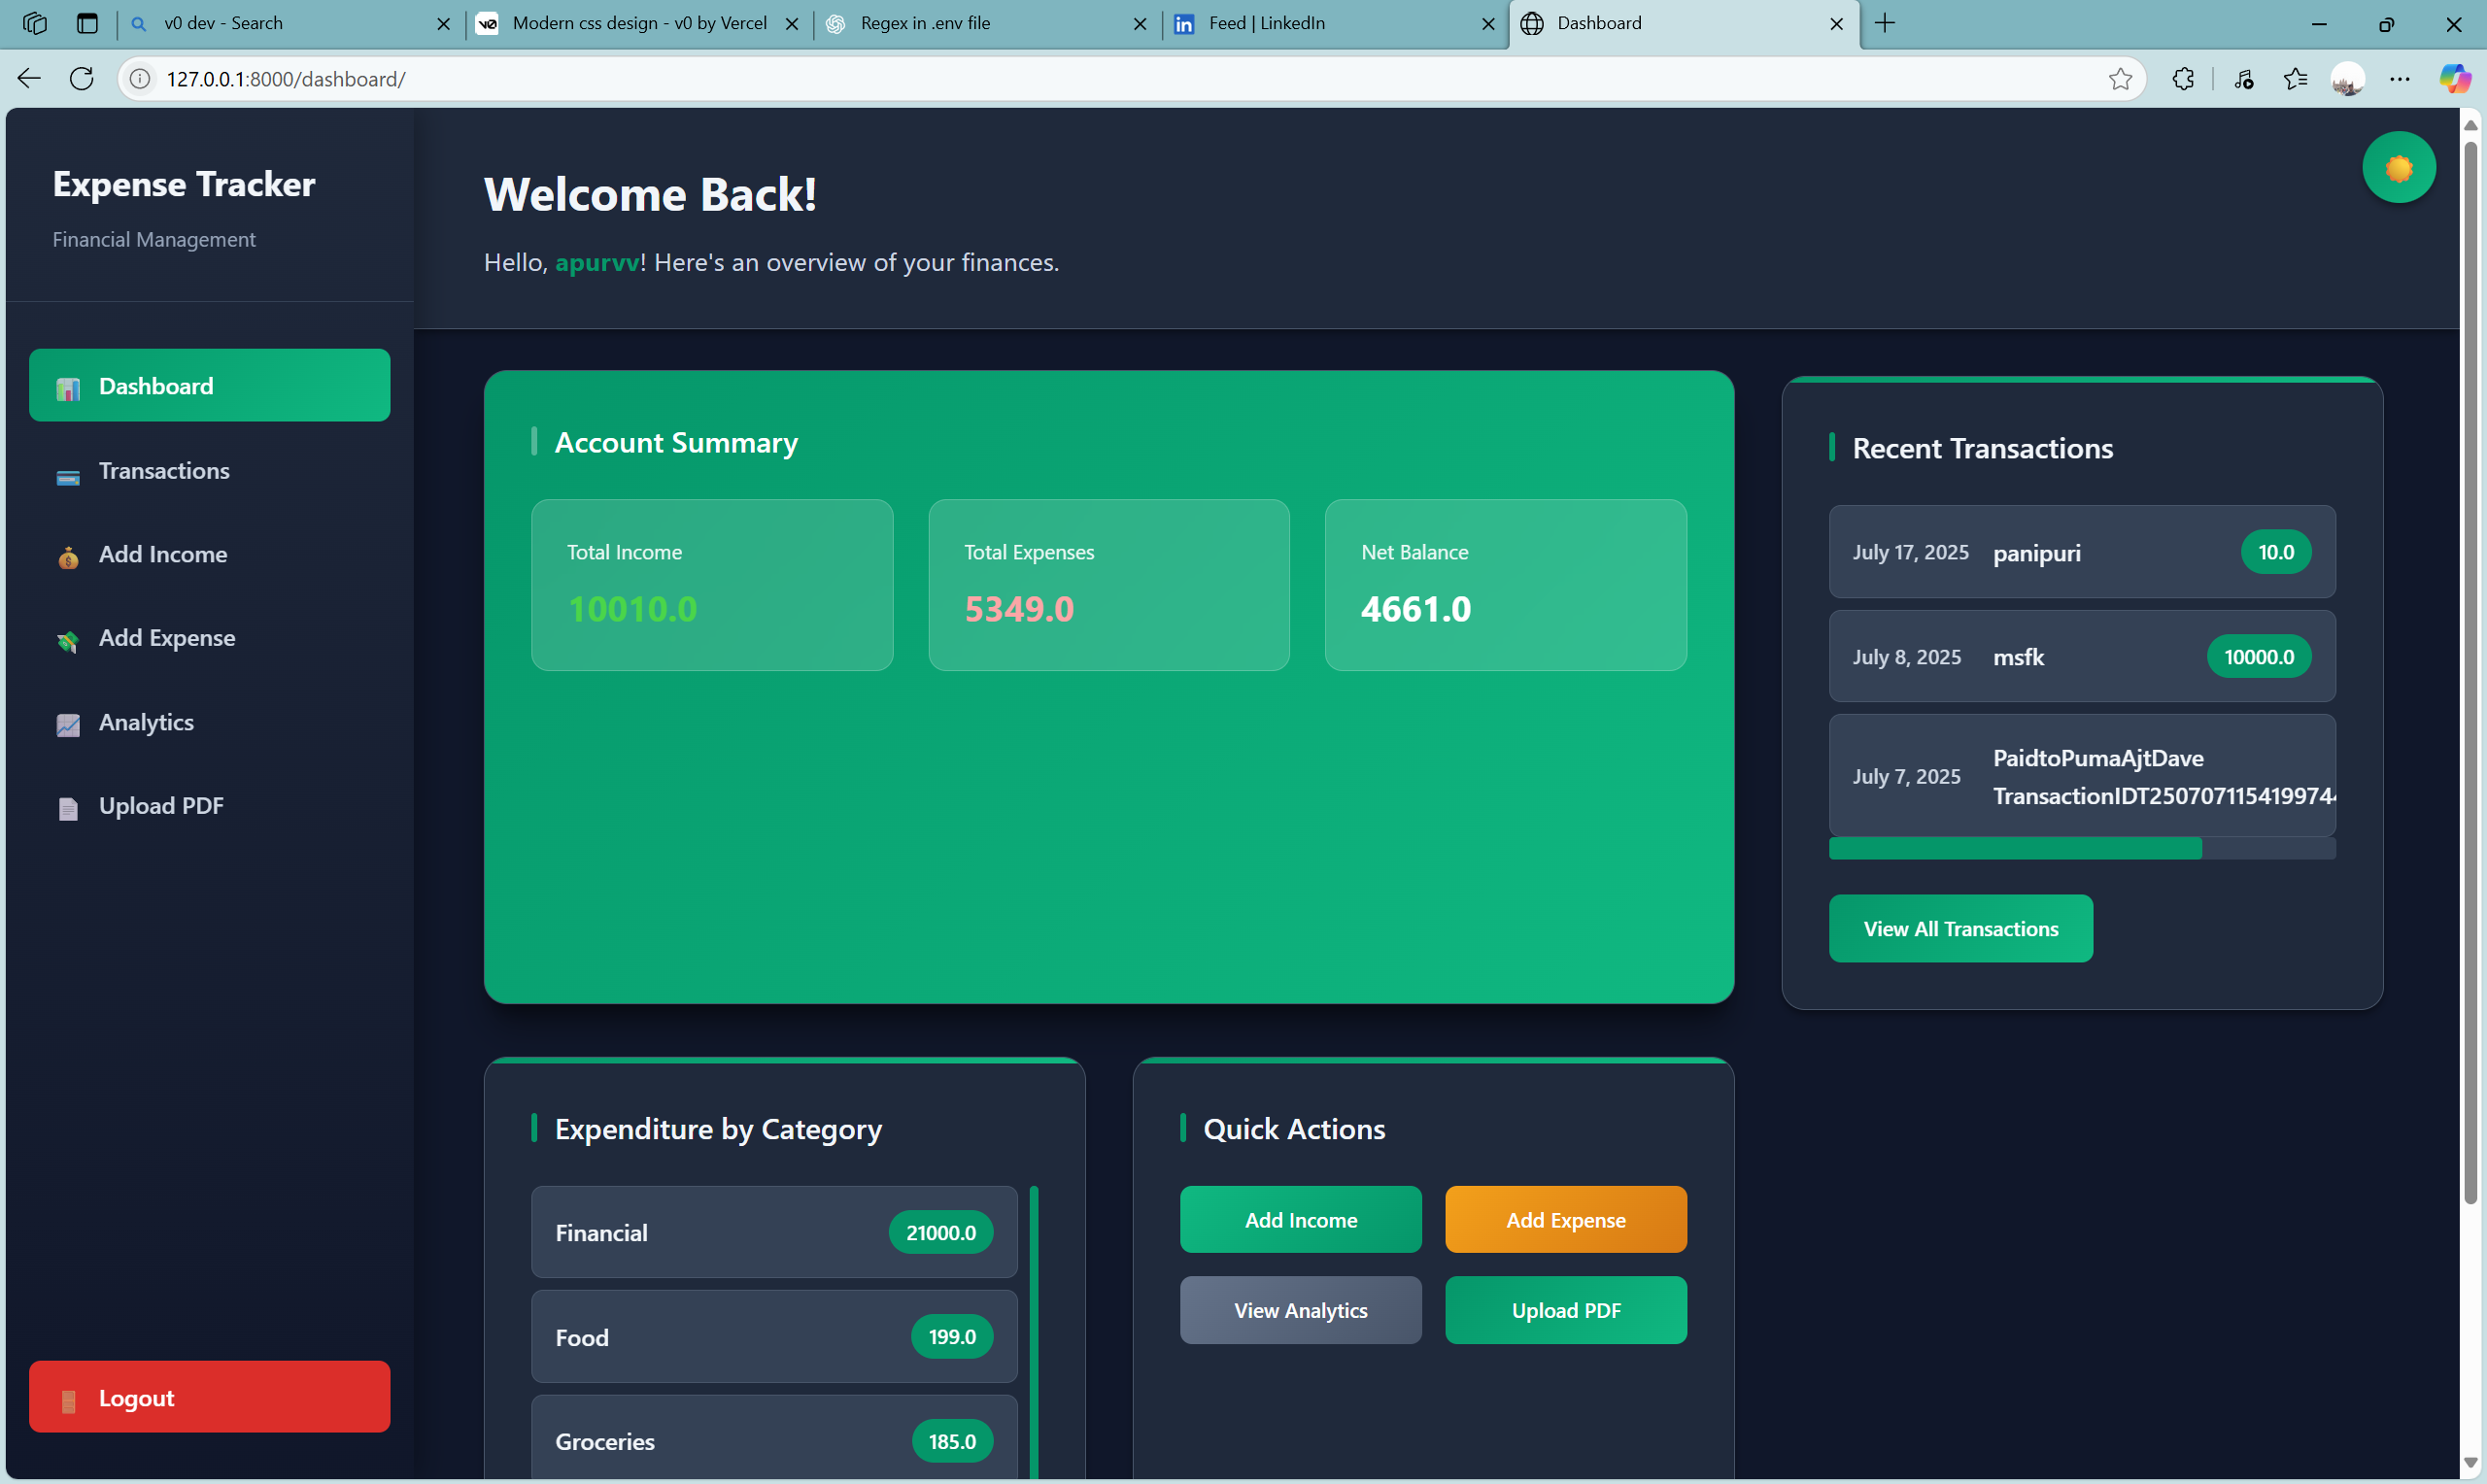 v0 dev - Search
Modern css design - v0 by Vercel
Regex in .env file
Feed | LinkedIn
Dashboard
127.0.0.1:8000/dashboard/
Expense Tracker
Financial Management
Dashboard
Transactions
Add Income
Add Expense
Analytics
Upload PDF
Logout
Welcome Back!
Hello, apurvv! Here's an overview of your finances.
Account Summary
Total Income
10010.0
Total Expenses
5349.0
Net Balance
4661.0
Recent Transactions
July 17, 2025 panipuri 10.0
July 8, 2025 msfk 10000.0
July 7, 2025
PaidtoPumaAjtDave
TransactionIDT2507071154199744
View All Transactions
Expenditure by Category
Financial 21000.0
Food 199.0
Groceries 185.0
Quick Actions
Add Income
Add Expense
View Analytics
Upload PDF